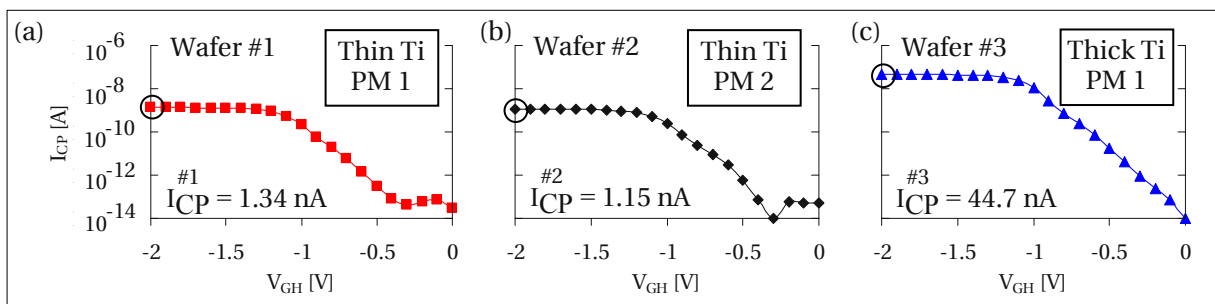 (a)
Wafer #1
Thin Ti
PM 1
I_CP [A]
10^-6
10^-8
10^-10
10^-12
10^-14
I_CP^#1 = 1.34 nA
-2 -1.5 -1 -0.5 0
V_GH [V]
(b)
Wafer #2
Thin Ti
PM 2
I_CP^#2 = 1.15 nA
-2 -1.5 -1 -0.5 0
V_GH [V]
(c)
Wafer #3
Thick Ti
PM 1
I_CP^#3 = 44.7 nA
-2 -1.5 -1 -0.5 0
V_GH [V]